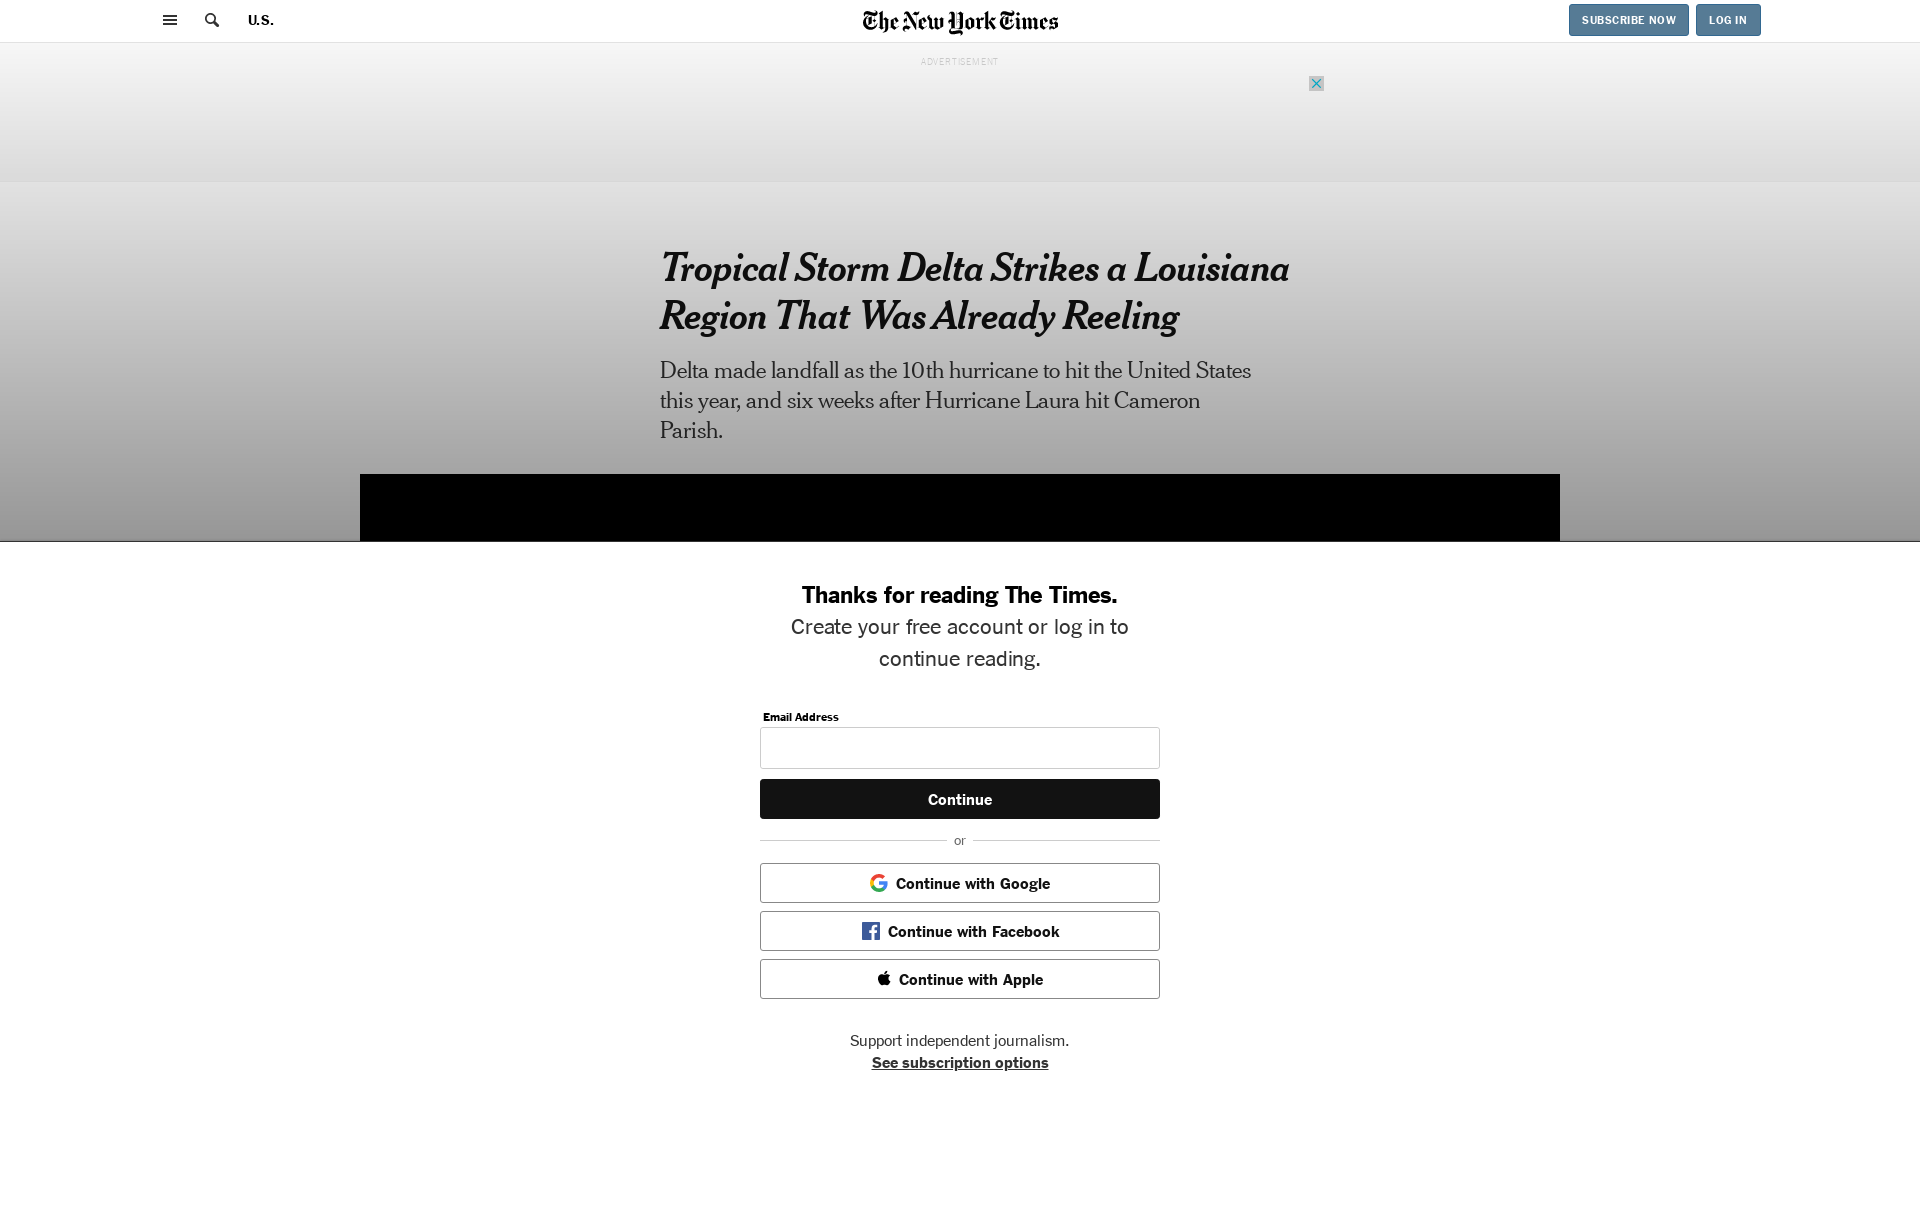 U.S.
The New York Times
SUBSCRIBE NOW
LOG IN
ADVERTISEMENT
Tropical Storm Delta Strikes a Louisiana
Region That Was Already Reeling
Delta made landfall as the 10th hurricane to hit the United States
this year, and six weeks after Hurricane Laura hit Cameron
Parish.
Thanks for reading The Times.
Create your free account or log in to
continue reading.
Email Address
Continue
or
Continue with Google
Continue with Facebook
Continue with Apple
Support independent journalism.
See subscription options